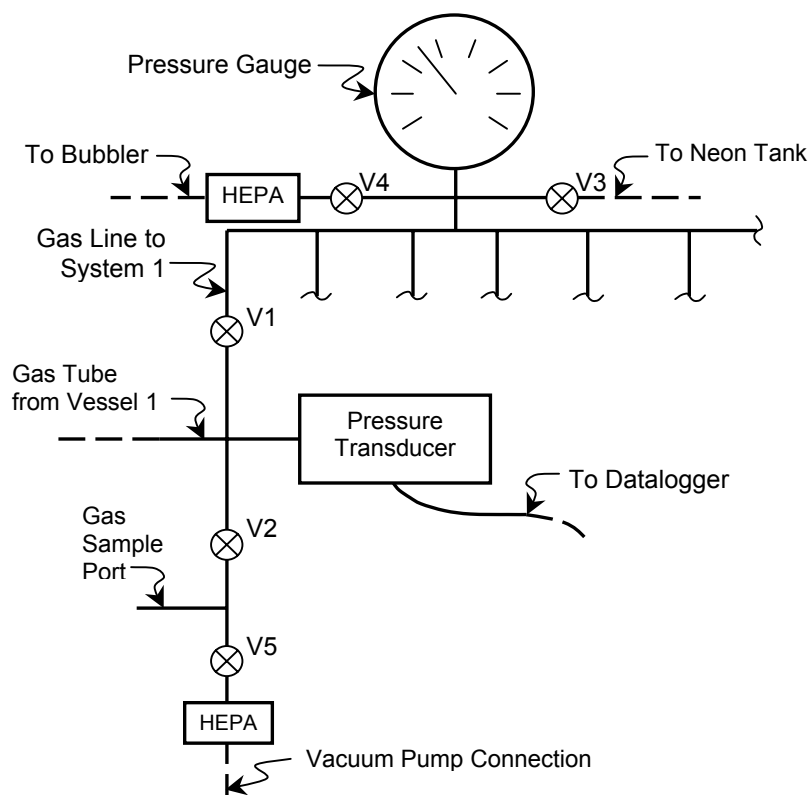 Pressure Gauge
To Bubbler
To Neon Tank
HEPA
V4
V3
Gas Line to
System 1
V1
Gas Tube
from Vessel 1
Pressure
Transducer
To Datalogger
Gas
Sample
Port
V2
V5
HEPA
Vacuum Pump Connection